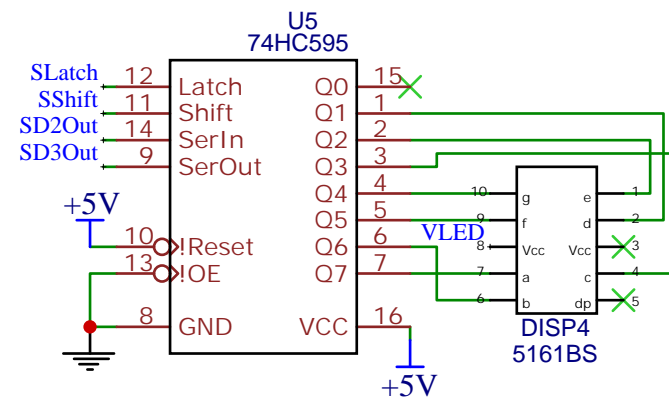 U5
74HC595
SLatch 12 Latch Q0 15
SShift 11 Shift Q1 1
SD2Out 14 SerIn Q2 2
SD3Out 9 SerOut Q3 3
Q4 4 10 g e 1
+5V Q5 5 9 f d 2
10 !Reset Q6 6 VLED 8 Vcc Vcc 3
13 !OE Q7 7 7 a c 4
6 b dp 5
8 GND VCC 16
DISP4
5161BS
+5V